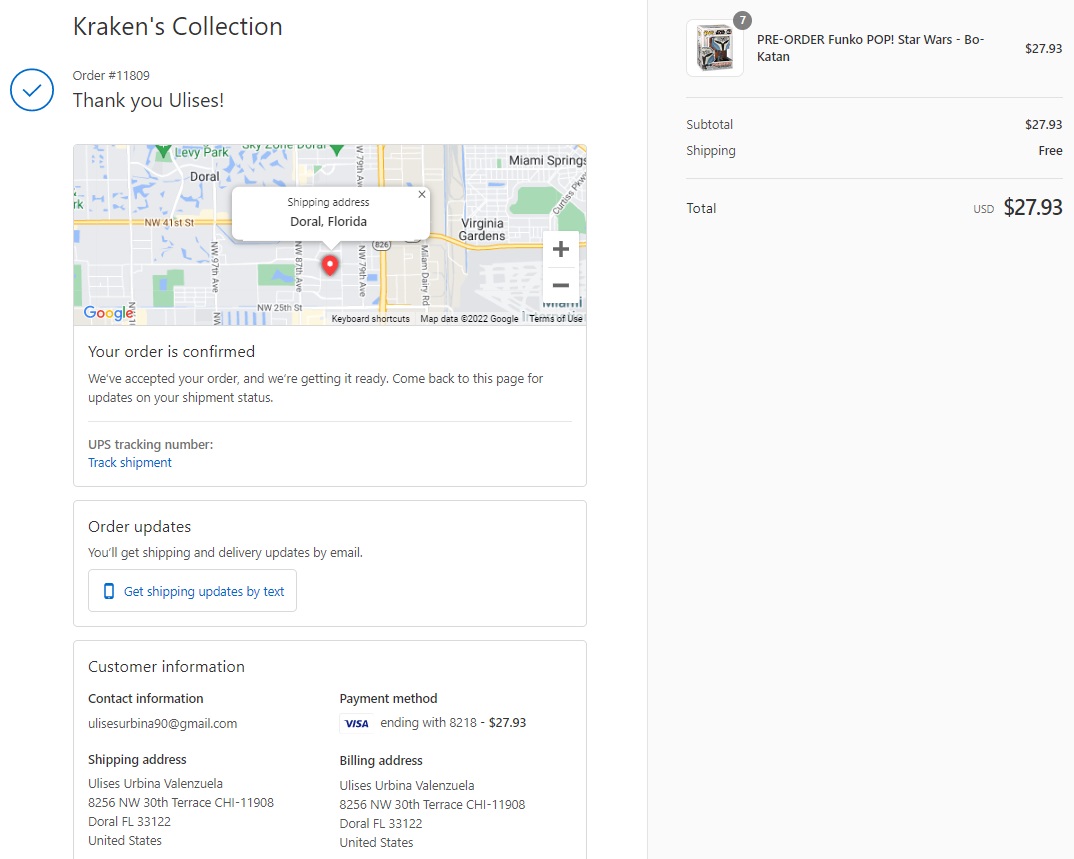 Kraken's Collection
Order #11809
Thank you Ulises!
Levy Park
Sky Zone Doral
Doral
Miami Springs
Curtiss Pkwy
NW 79th Ave
Shipping address
Doral, Florida
Virginia
Gardens
NW 41st St
826
NW 97th Ave
NW 87th Ave
NW 79th Ave
Milam Dairy Rd
NW 25th St
Miami
Google
Keyboard shortcuts
Map data ©2022 Google
Terms of Use
Your order is confirmed
We've accepted your order, and we're getting it ready. Come back to this page for
updates on your shipment status.
UPS tracking number:
Track shipment
Order updates
You'll get shipping and delivery updates by email.
Get shipping updates by text
Customer information
Contact information
ulisesurbina90@gmail.com
Payment method
VISA ending with 8218 - $27.93
Shipping address
Ulises Urbina Valenzuela
8256 NW 30th Terrace CHI-11908
Doral FL 33122
United States
Billing address
Ulises Urbina Valenzuela
8256 NW 30th Terrace CHI-11908
Doral FL 33122
United States
7
PRE-ORDER Funko POP! Star Wars - Bo-
Katan
$27.93
Subtotal $27.93
Shipping Free
Total USD $27.93